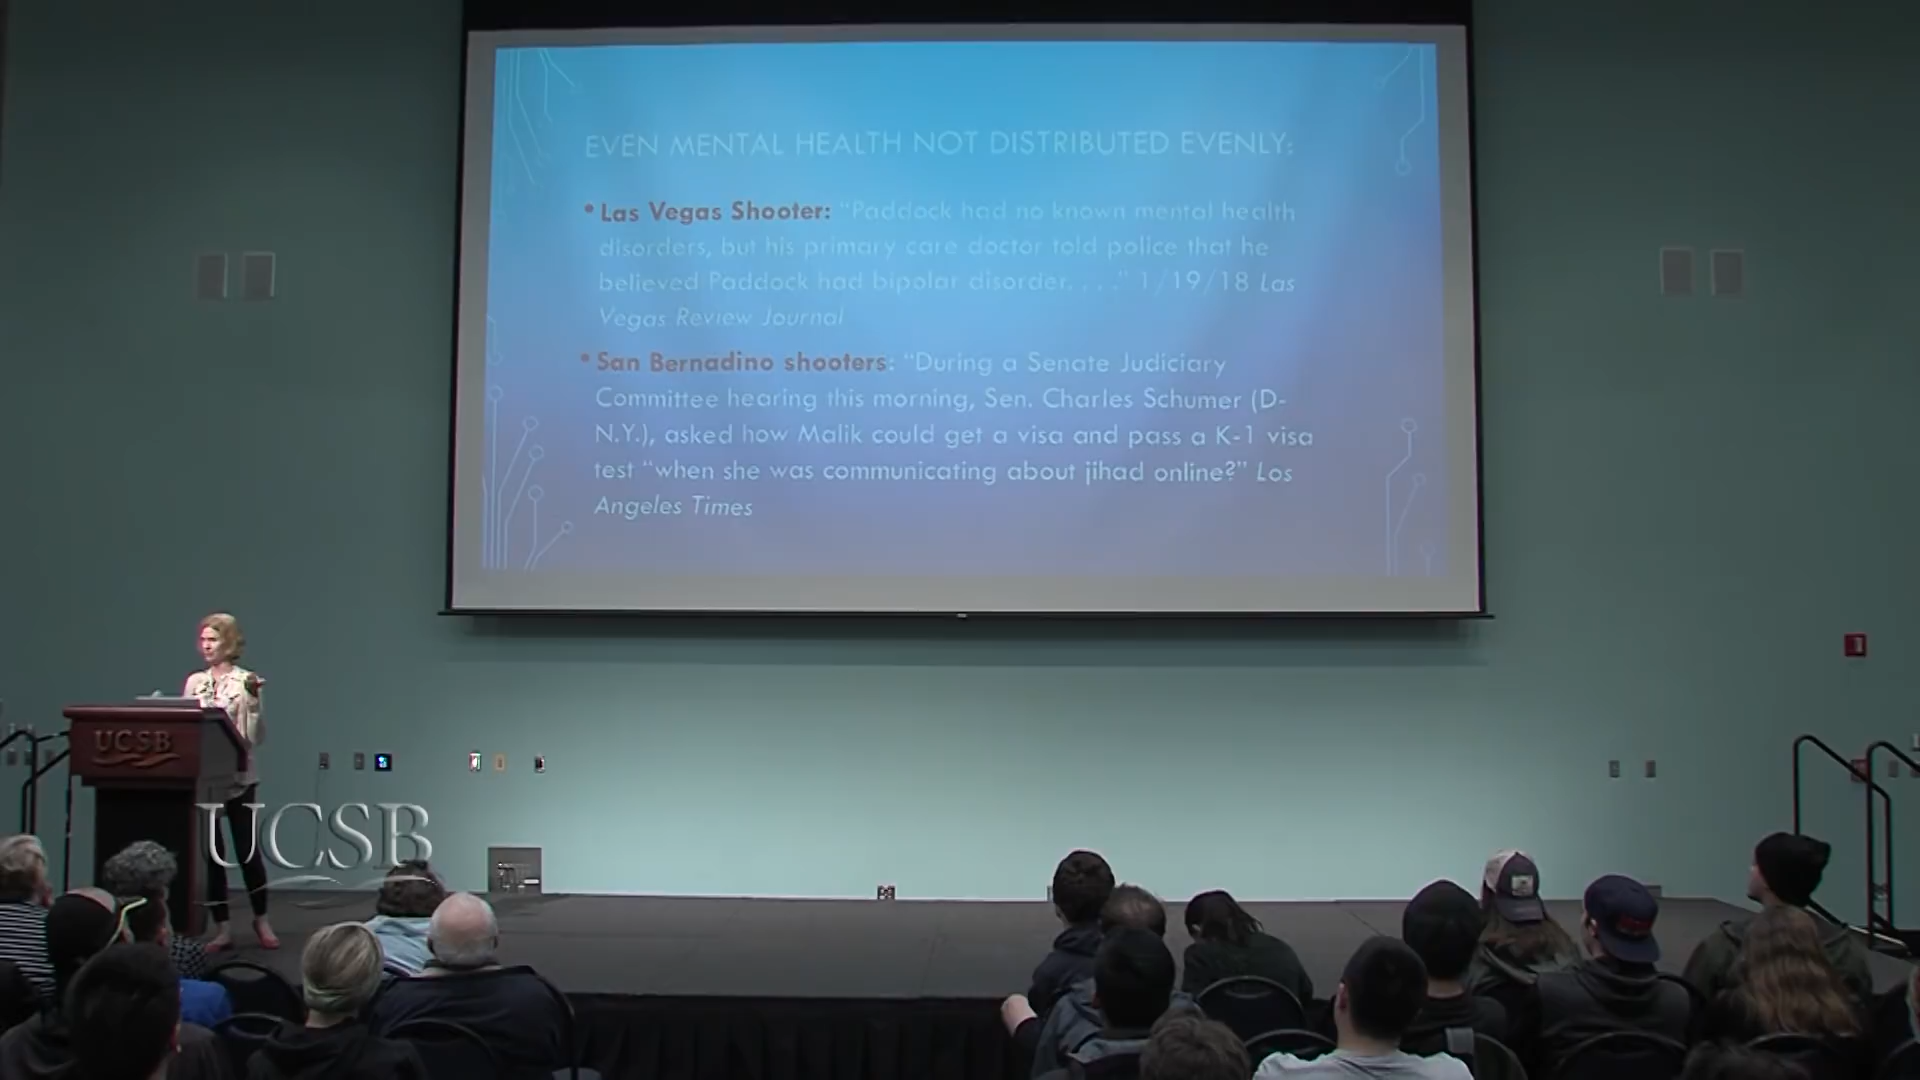 EVEN MENTAL HEALTH NOT DISTRIBUTED EVENLY:
• Las Vegas Shooter: “Paddock had no known mental health
disorders, but his primary care doctor told police that he
believed Paddock had bipolar disorder. . . .” 1/19/18 Las
Vegas Review Journal
• San Bernadino shooters: “During a Senate Judiciary
Committee hearing this morning, Sen. Charles Schumer (D-
N.Y.), asked how Malik could get a visa and pass a K-1 visa
test “when she was communicating about jihad online?” Los
Angeles Times
UCSB
UCSB